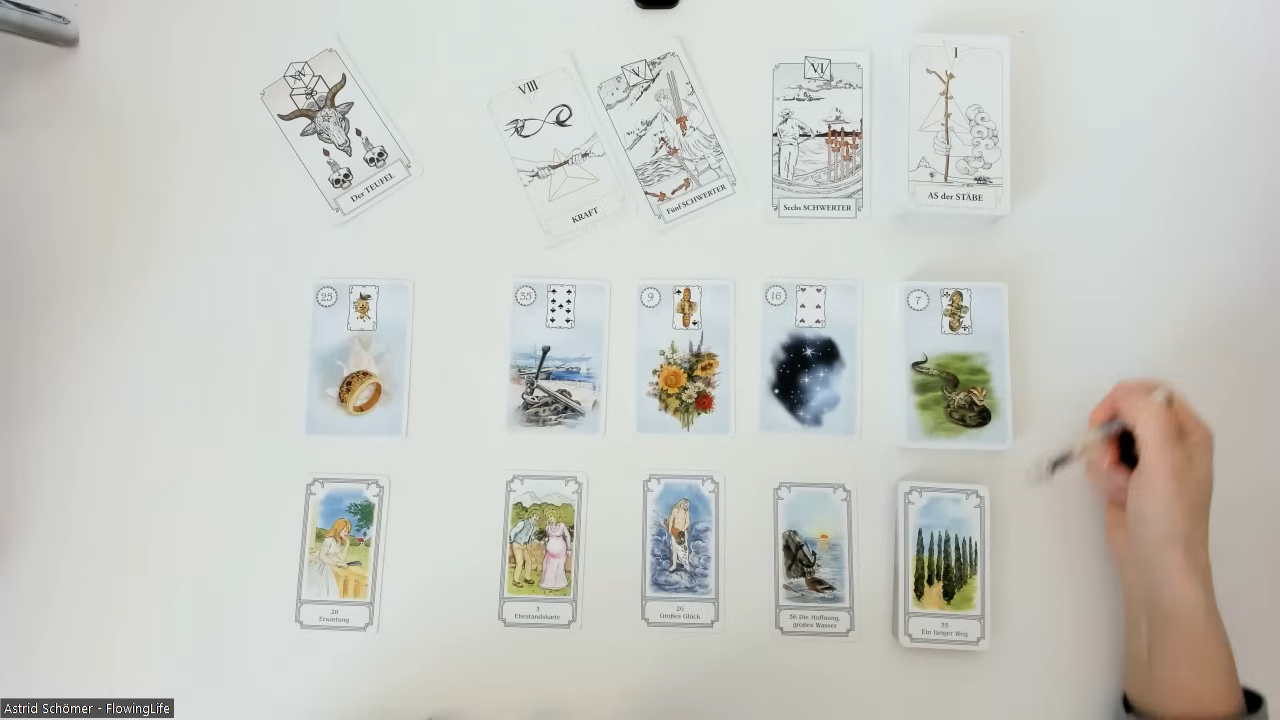 XV
Der TEUFEL
VIII
KRAFT
V
Fünf SCHWERTER
VI
Sechs SCHWERTER
I
AS der STÄBE
25
35
9
16
7
28
Erwartung
3
Ehestandskarte
26
Großes Glück
36 Die Hoffnung,
großes Wasser
35
Ein langer Weg
Astrid Schömer - FlowingLife